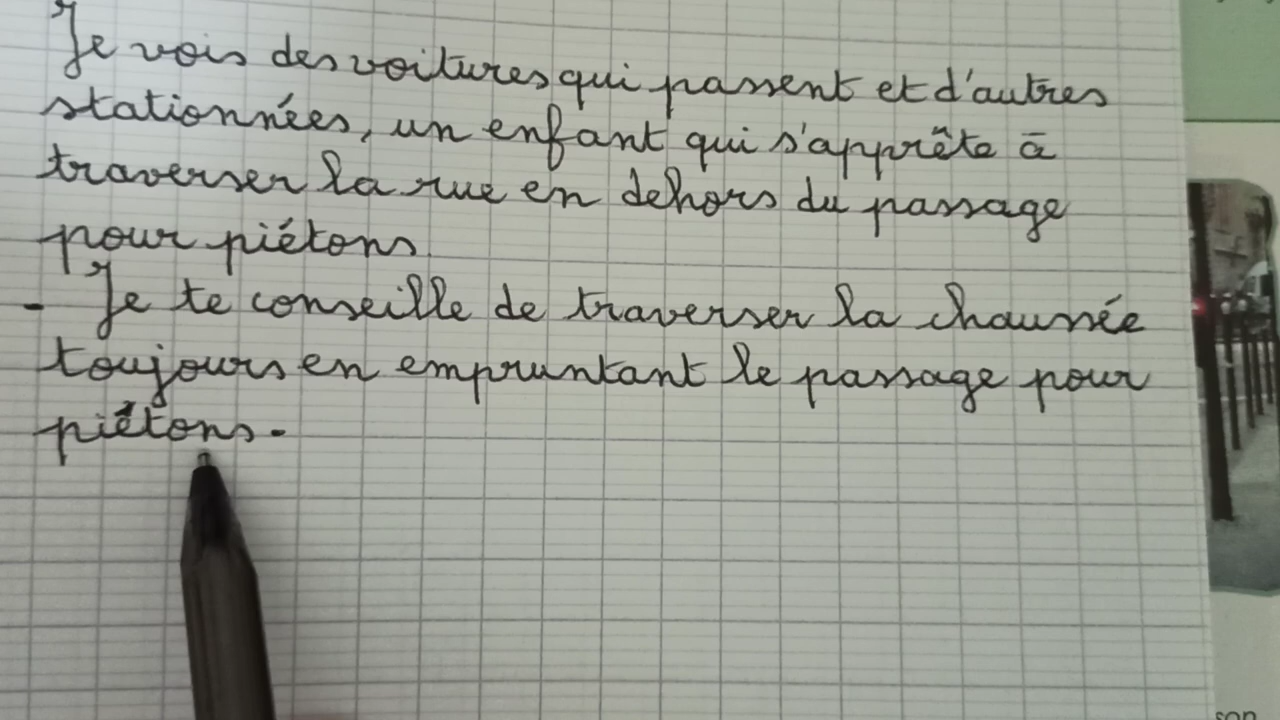 Je vois des voitures qui passent et d'autres
stationnées, un enfant qui s'apprête à
traverser la rue en dehors du passage
pour piétons.
- Je te conseille de traverser la chaussée
toujours en empruntant le passage pour
piétons.
son